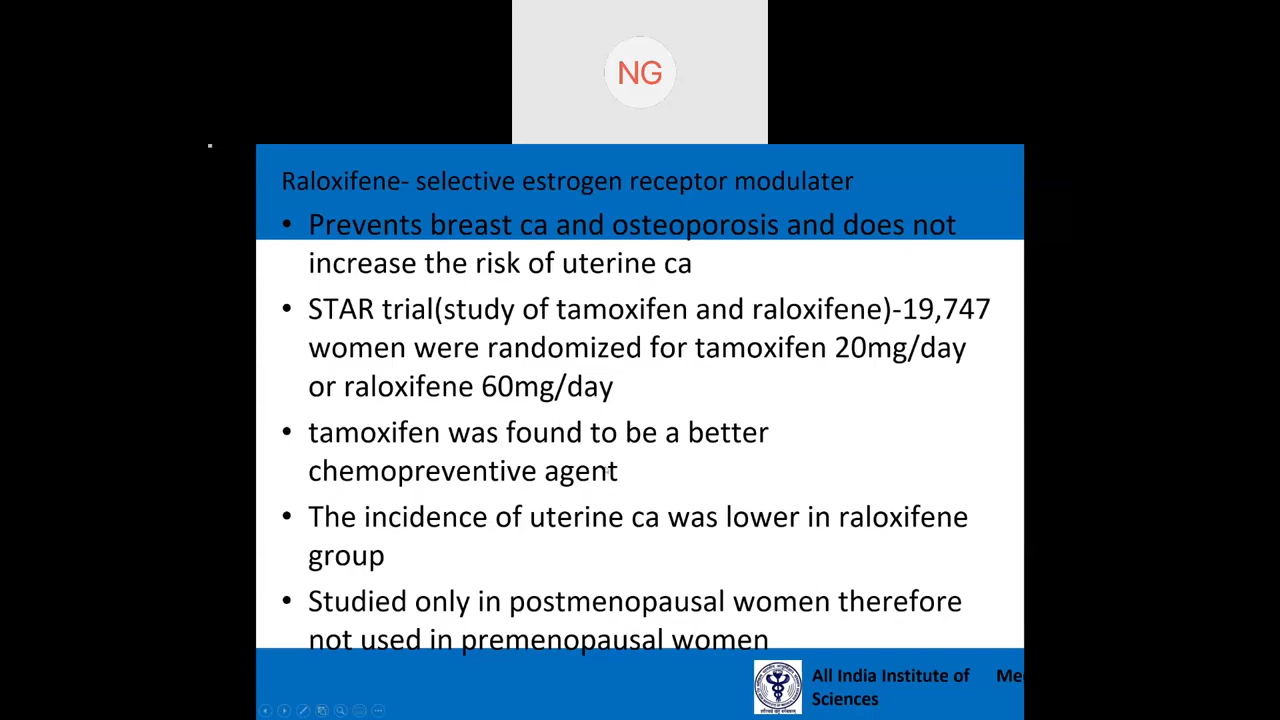 NG
Raloxifene- selective estrogen receptor modulater
• Prevents breast ca and osteoporosis and does not
increase the risk of uterine ca
• STAR trial(study of tamoxifen and raloxifene)-19,747
women were randomized for tamoxifen 20mg/day
or raloxifene 60mg/day
• tamoxifen was found to be a better
chemopreventive agent
• The incidence of uterine ca was lower in raloxifene
group
• Studied only in postmenopausal women therefore
not used in premenopausal women
All India Institute of Me
Sciences